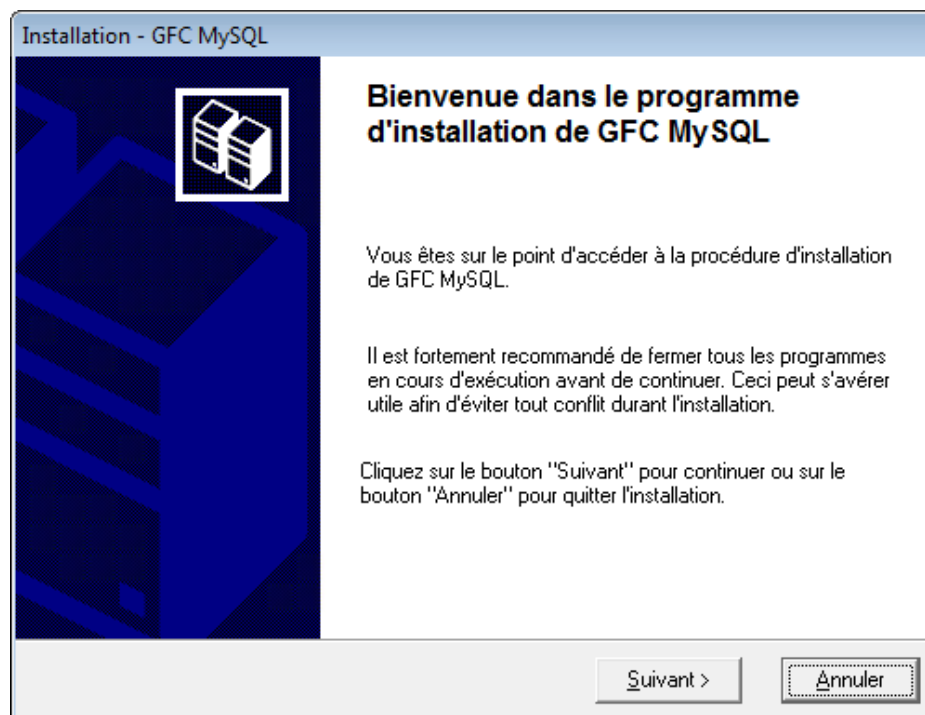 Installation - GFC MySQL
Bienvenue dans le programme
d'installation de GFC MySQL
Vous êtes sur le point d'accéder à la procédure d'installation
de GFC MySQL.
Il est fortement recommandé de fermer tous les programmes
en cours d'exécution avant de continuer. Ceci peut s'avérer
utile afin d'éviter tout conflit durant l'installation.
Cliquez sur le bouton "Suivant" pour continuer ou sur le
bouton "Annuler" pour quitter l'installation.
Suivant >
Annuler